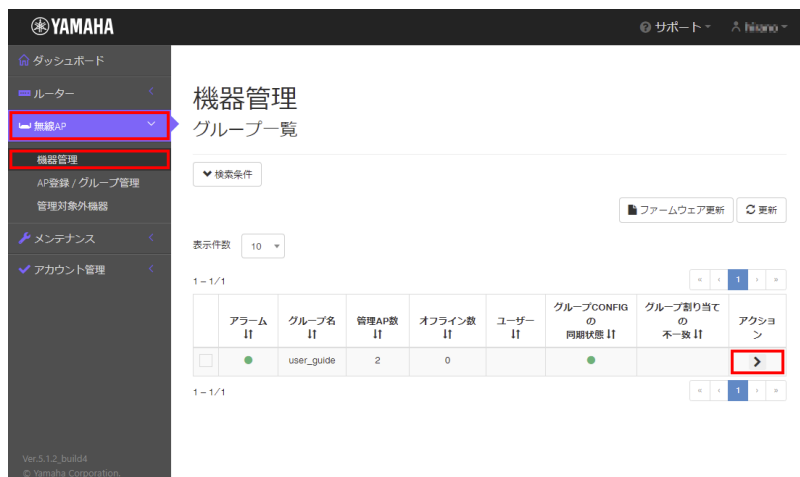 YAMAHA
サポート
ダッシュボード
ルーター
無線AP
機器管理
AP登録 / グループ管理
管理対象外機器
メンテナンス
アカウント管理
Ver.5.1.2_build4
© Yamaha Corporation.
機器管理
グループ一覧
検索条件
ファームウェア更新 更新
表示件数 10
1 – 1/1 « ‹ 1 › »
アラーム グループ名 管理AP数 オフライン数 ユーザー グループCONFIGの同期状態 グループ割り当ての不一致 アクション
user_guide 2 0
1 – 1/1 « ‹ 1 › »